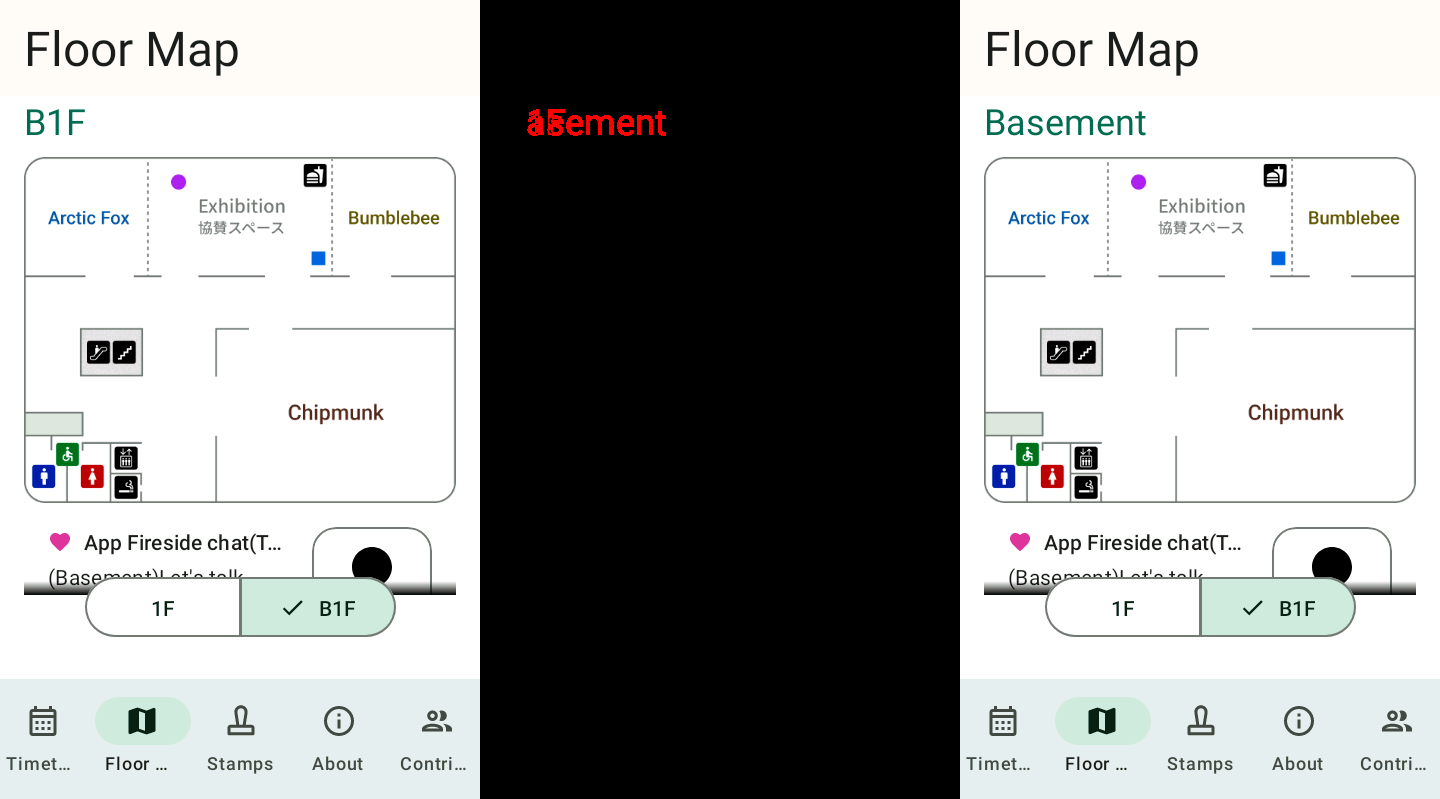 Floor Map
B1F
Arctic Fox
Exhibition
協賛スペース
Bumblebee
Chipmunk
App Fireside chat(T...
(Basement)Let's talk
1F
B1F
Timet...
Floor ...
Stamps
About
Contri...
asement
Floor Map
Basement
Arctic Fox
Exhibition
協賛スペース
Bumblebee
Chipmunk
App Fireside chat(T...
(Basement)Let's talk
1F
B1F
Timet...
Floor ...
Stamps
About
Contri...